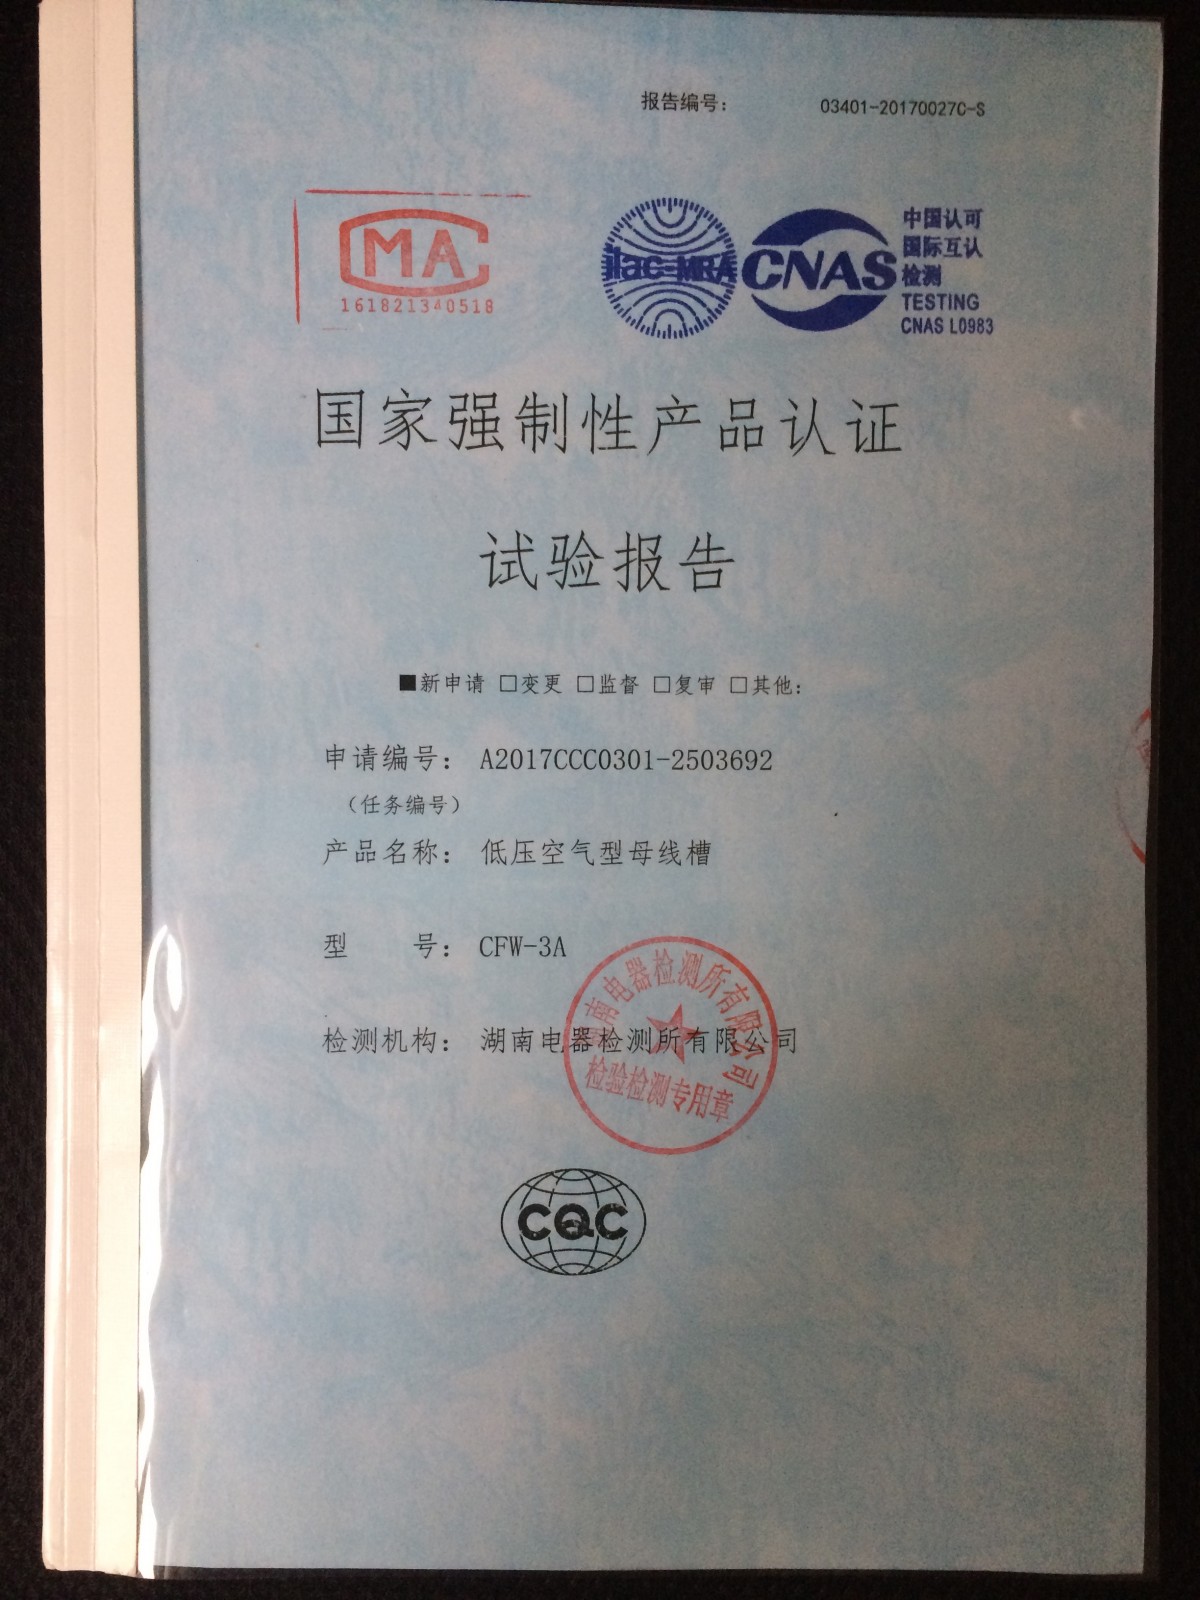 报告编号： 03401-20170027C-S
MA
161821340518
ilac-MRA
CNAS
中国认可
国际互认
检测
TESTING
CNAS L0983
国家强制性产品认证
试验报告
■新申请 □变更 □监督 □复审 □其他：
申请编号： A2017CCC0301-2503692
（任务编号）
产品名称： 低压空气型母线槽
型 号： CFW-3A
检测机构： 湖南电器检测所有限公司
湖南电器检测所有限公司
检验检测专用章
CQC